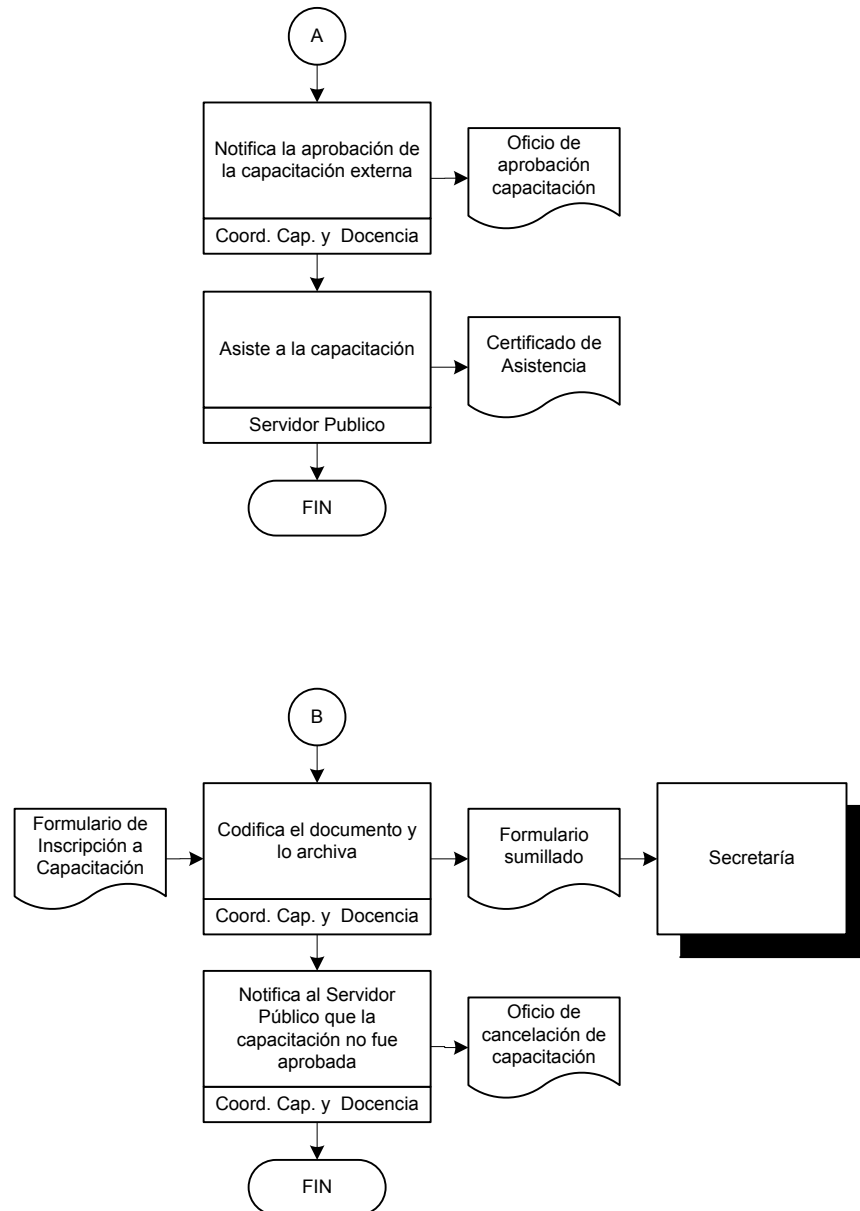 A
Notifica la aprobación de
la capacitación externa
Coord. Cap. y Docencia
Oficio de
aprobación
capacitación
Asiste a la capacitación
Servidor Publico
Certificado de
Asistencia
FIN
B
Formulario de
Inscripción a
Capacitación
Codifica el documento y
lo archiva
Coord. Cap. y Docencia
Formulario
sumillado
Secretaría
Notifica al Servidor
Público que la
capacitación no fue
aprobada
Coord. Cap. y Docencia
Oficio de
cancelación de
capacitación
FIN